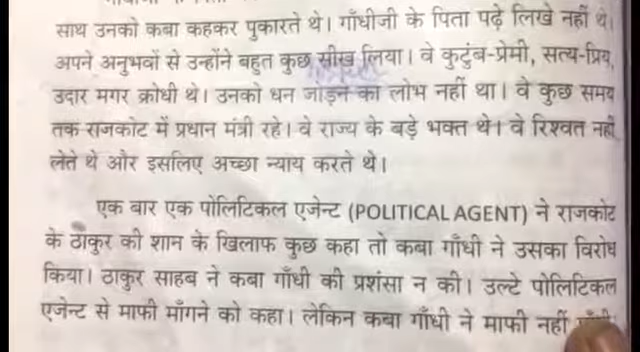 साथ उनको कबा कहकर पुकारते थे। गाँधीजी के पिता पढ़े लिखे नहीं थे।
अपने अनुभवों से उन्होंने बहुत कुछ सीख लिया। वे कुटुंब-प्रेमी, सत्य-प्रिय,
उदार मगर क्रोधी थे। उनको धन जोड़ने का लोभ नहीं था। वे कुछ समय
तक राजकोट में प्रधान मंत्री रहे। वे राज्य के बड़े भक्त थे। वे रिश्वत नहीं
लेते थे और इसलिए अच्छा न्याय करते थे।
एक बार एक पोलिटिकल एजेन्ट (POLITICAL AGENT) ने राजकोट
के ठाकुर की शान के खिलाफ कुछ कहा तो कबा गाँधी ने उसका विरोध
किया। ठाकुर साहब ने कबा गाँधी की प्रशंसा न की। उल्टे पोलिटिकल
एजेन्ट से माफी माँगने को कहा। लेकिन कबा गाँधी ने माफी नहीं